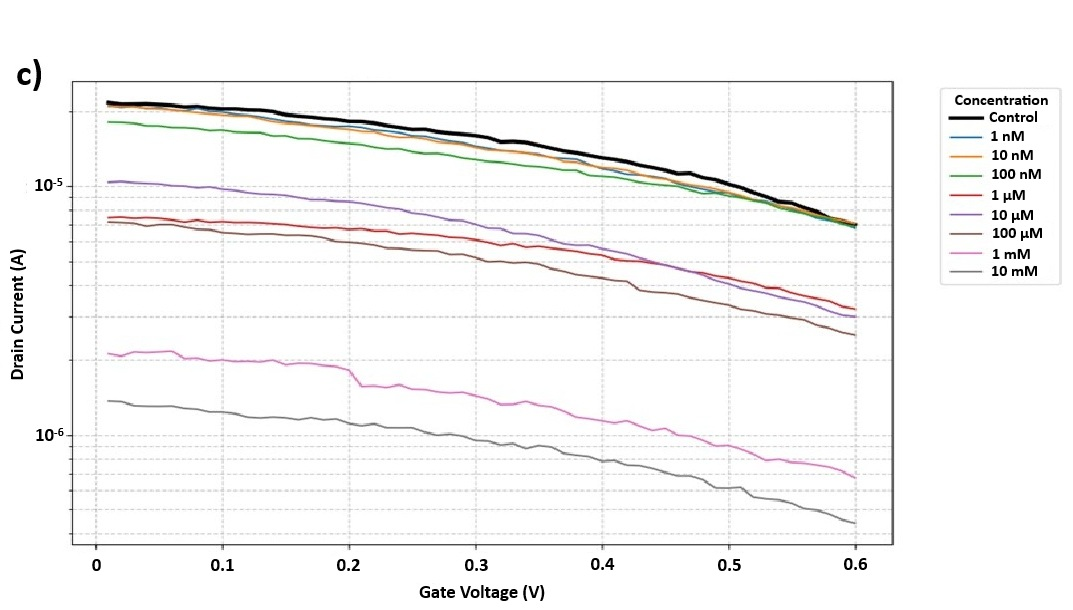 c)
Drain Current (A)
10-5
10-6
0 0.1 0.2 0.3 0.4 0.5 0.6
Gate Voltage (V)
Concentration
Control
1 nM
10 nM
100 nM
1 µM
10 µM
100 µM
1 mM
10 mM